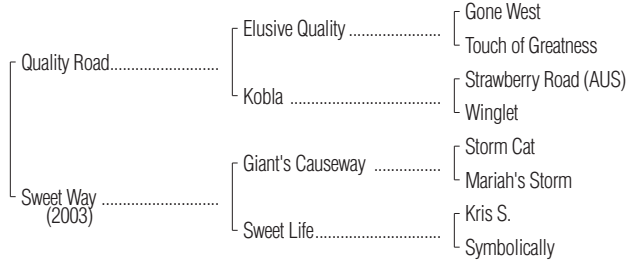 Gone West
Elusive Quality ....................
Touch of Greatness
Quality Road........................
Strawberry Road (AUS)
Kobla ..................................
Winglet
Storm Cat
Giant's Causeway ...............
Mariah's Storm
Sweet Way ..........................
(2003)
Kris S.
Sweet Life............................
Symbolically